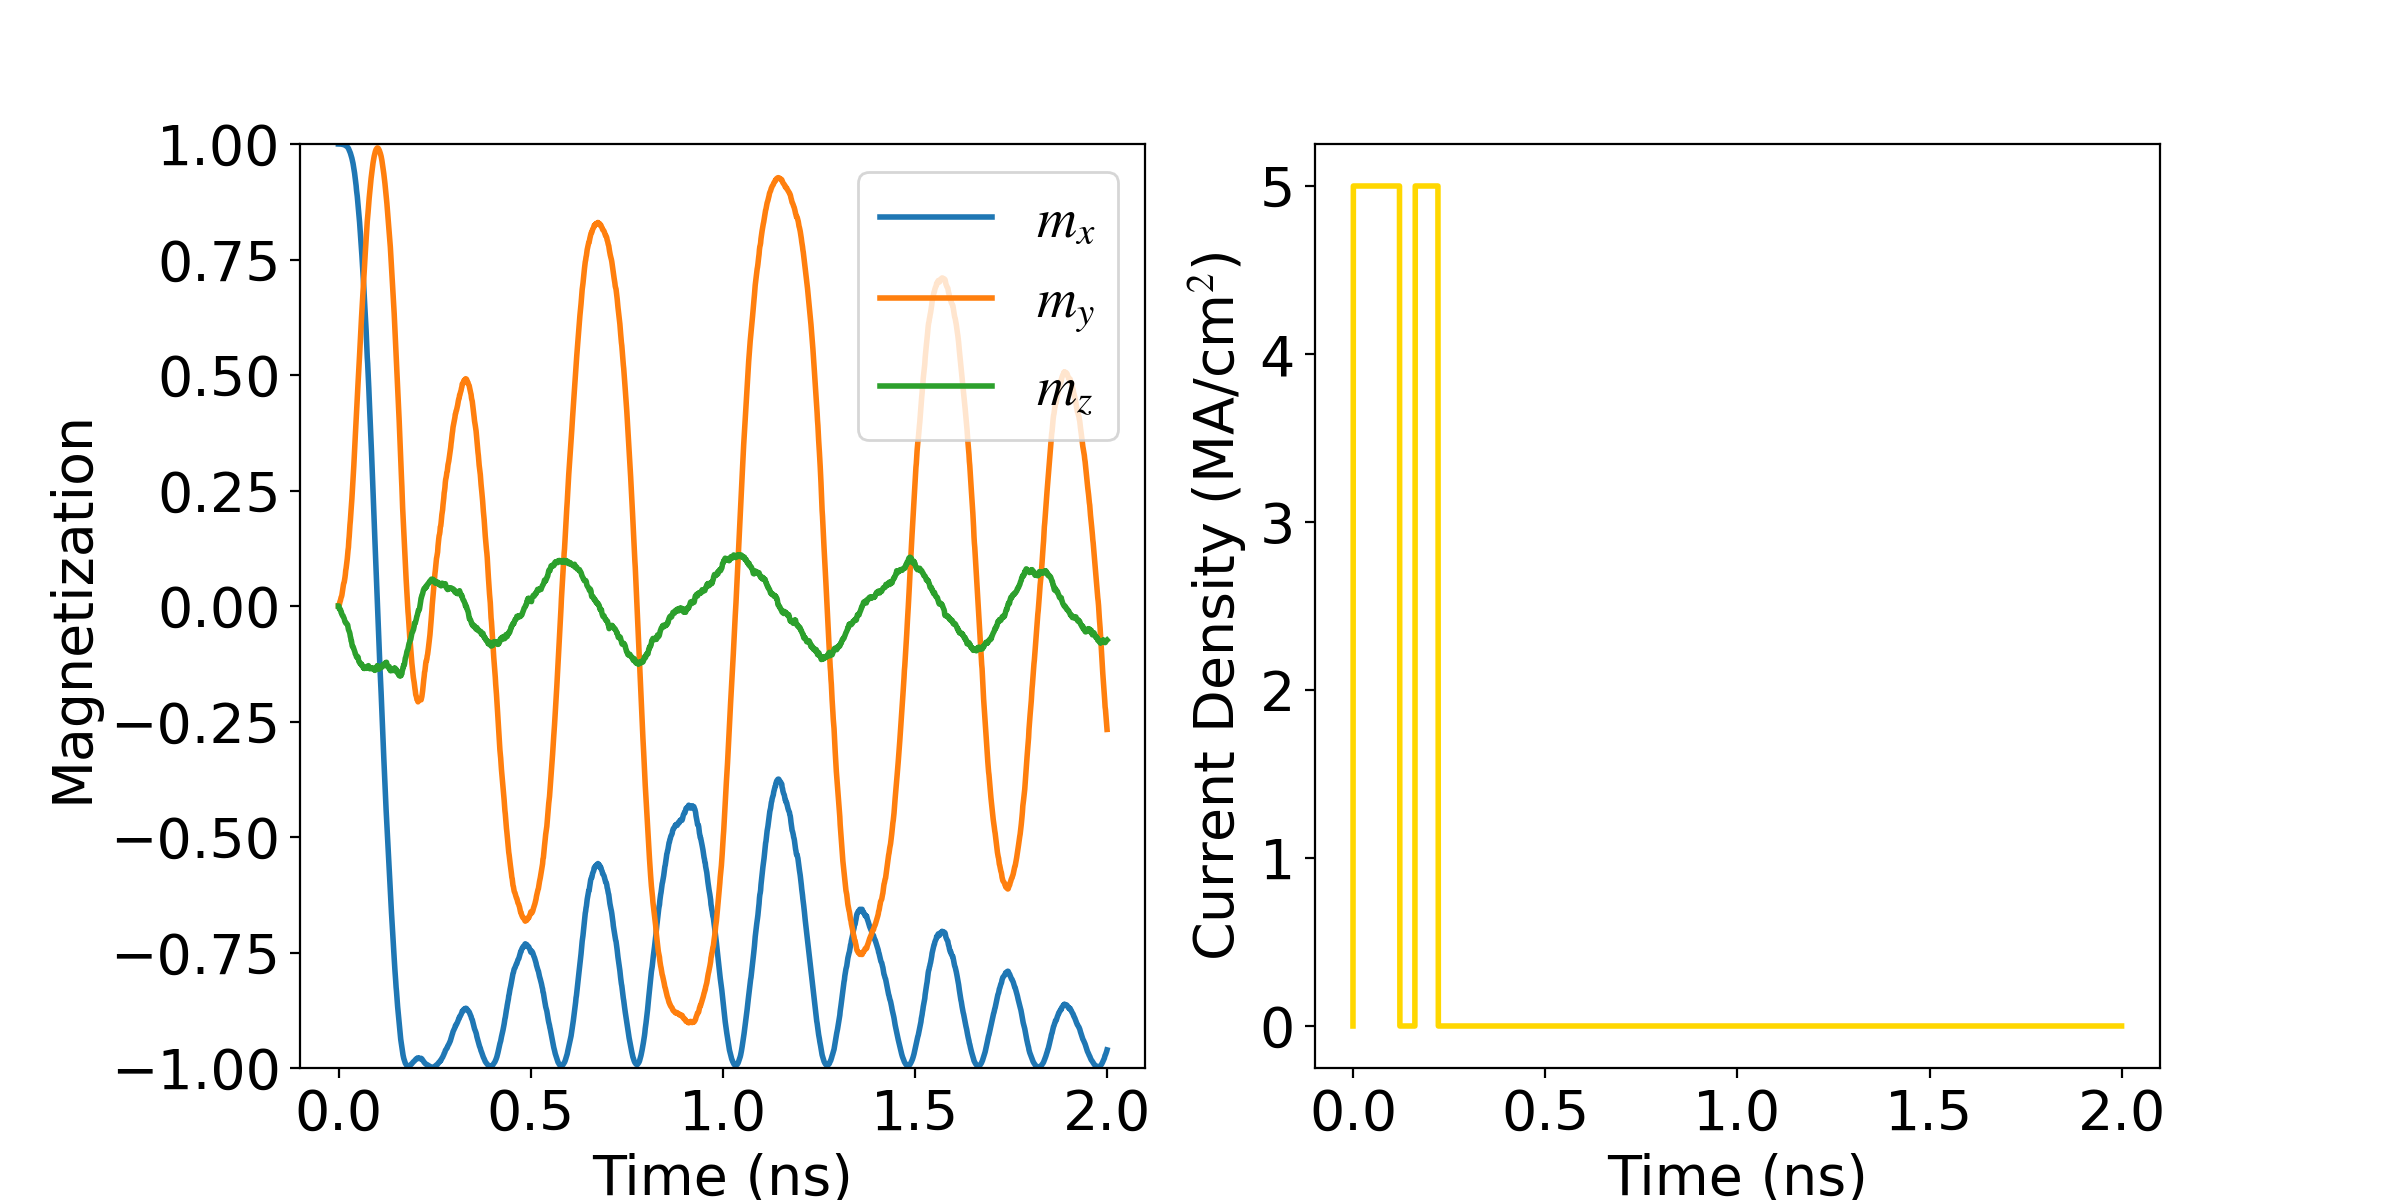 1.00
0.75
0.50
0.25
0.00
−0.25
−0.50
−0.75
−1.00
Magnetization
0.0 0.5 1.0 1.5 2.0
Time (ns)
m_x
m_y
m_z
5
4
3
2
1
0
Current Density (MA/cm²)
0.0 0.5 1.0 1.5 2.0
Time (ns)